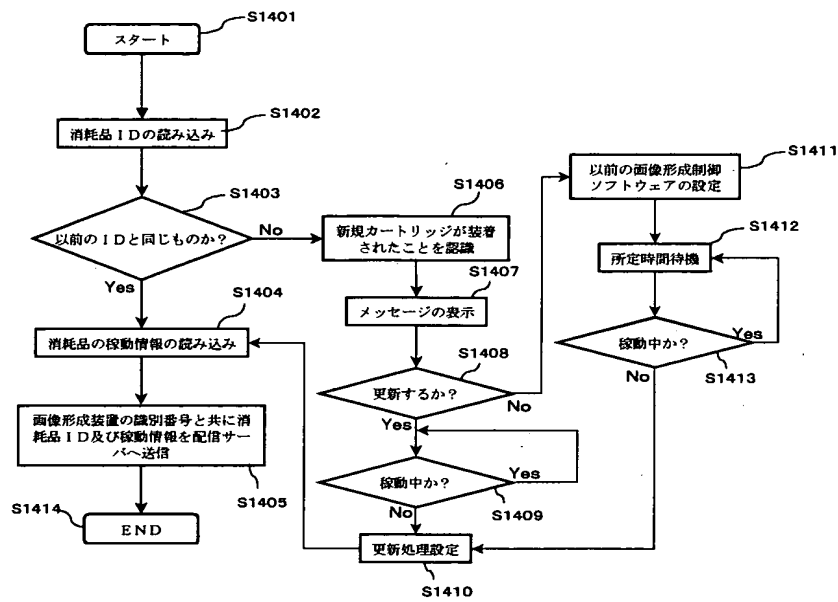 スタート
S1401
消耗品IDの読み込み
S1402
以前のIDと同じものか?
S1403
No
Yes
消耗品の稼動情報の読み込み
S1404
画像形成装置の識別番号と共に消
耗品ID及び稼動情報を配信サー
バへ送信
S1405
END
S1414
新規カートリッジが装着
されたことを認識
S1406
メッセージの表示
S1407
更新するか?
S1408
No
Yes
稼動中か?
S1409
Yes
No
更新処理設定
S1410
以前の画像形成制御
ソフトウェアの設定
S1411
所定時間待機
S1412
稼動中か?
S1413
Yes
No